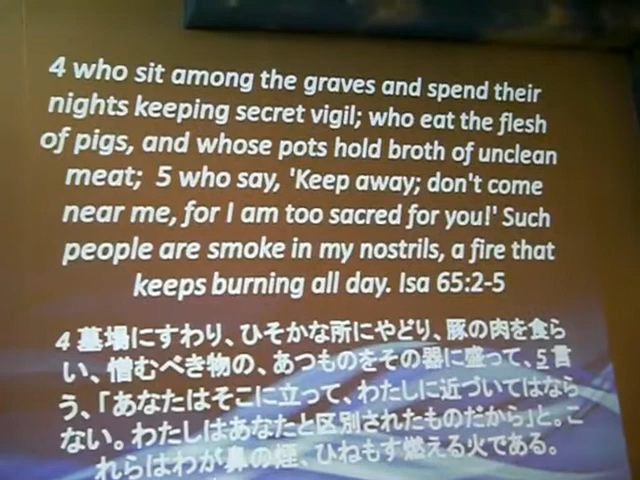 4 who sit among the graves and spend their
nights keeping secret vigil; who eat the flesh
of pigs, and whose pots hold broth of unclean
meat; 5 who say, 'Keep away; don't come
near me, for I am too sacred for you!' Such
people are smoke in my nostrils, a fire that
keeps burning all day. Isa 65:2-5
4 墓場にすわり、ひそかな所にやどり、豚の肉を食ら
い、憎むべき物の、あつものをその器に盛って、5 言
う、「あなたはそこに立って、わたしに近づいてはなら
ない。わたしはあなたと区別されたものだから」と。こ
れらはわが鼻の煙、ひねもす燃える火である。